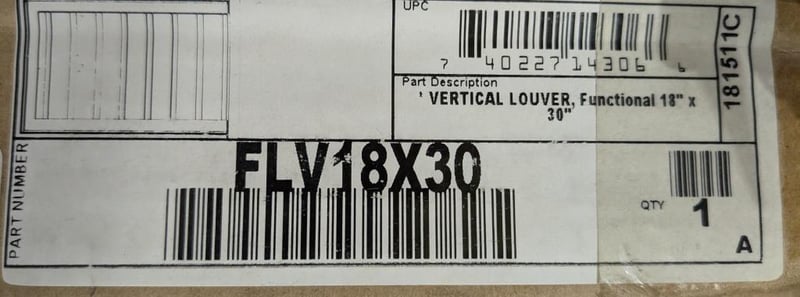 UPC
7 40227 14306 6
181511C
Part Description
' VERTICAL LOUVER, Functional 18" x
30"
PART NUMBER
FLV18X30
QTY
1
A